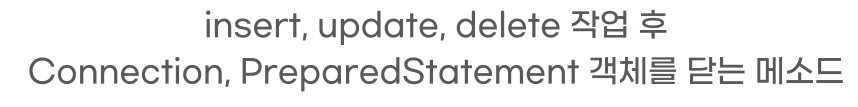 insert, update, delete 작업 후
Connection, PreparedStatement 객체를 닫는 메소드